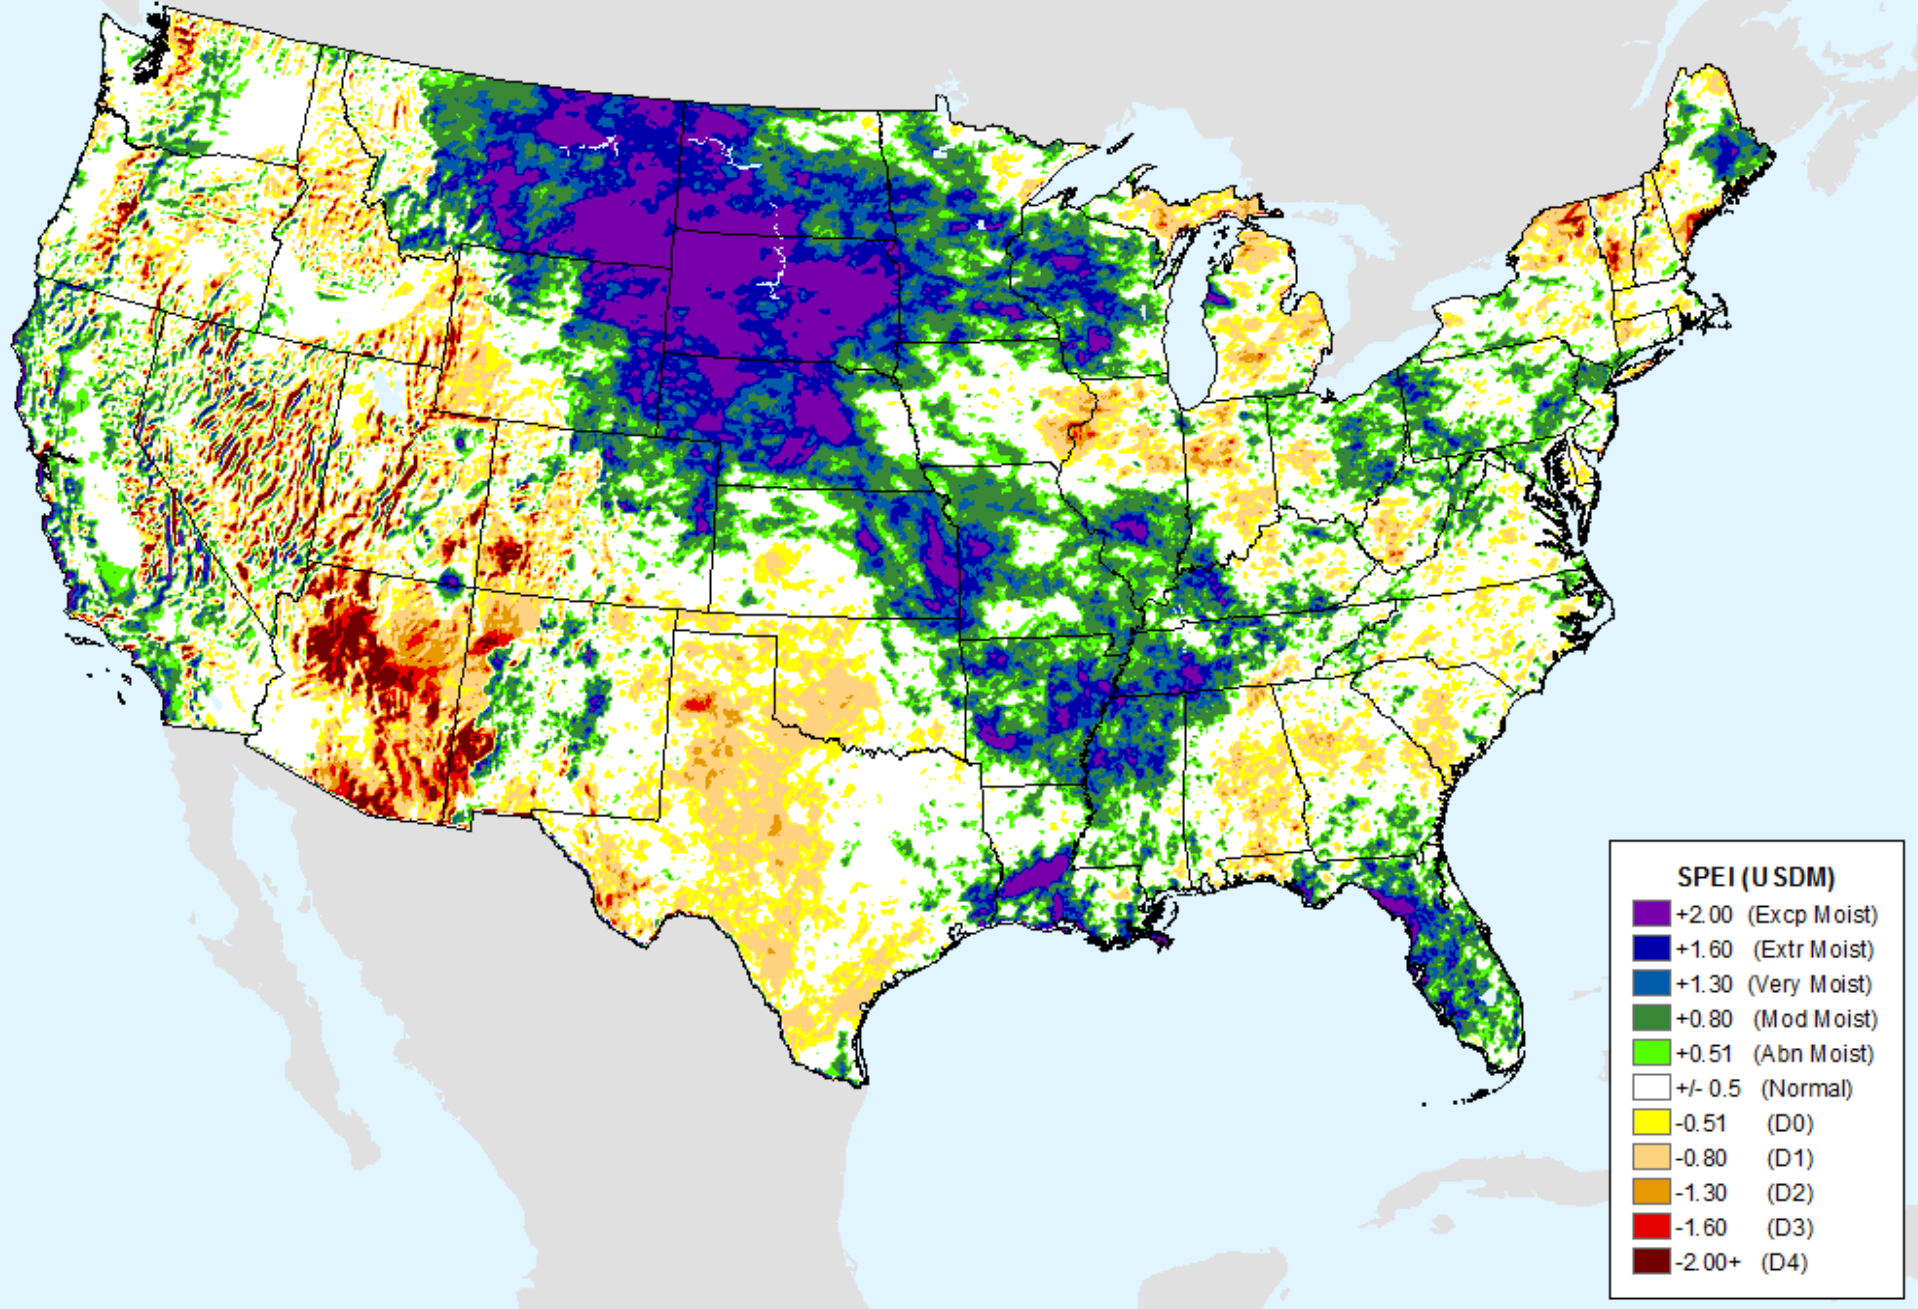 SPEI (USDM)
+2.00 (Excp Moist)
+1.60 (Extr Moist)
+1.30 (Very Moist)
+0.80 (Mod Moist)
+0.51 (Abn Moist)
+/- 0.5 (Normal)
-0.51 (D0)
-0.80 (D1)
-1.30 (D2)
-1.60 (D3)
-2.00+ (D4)